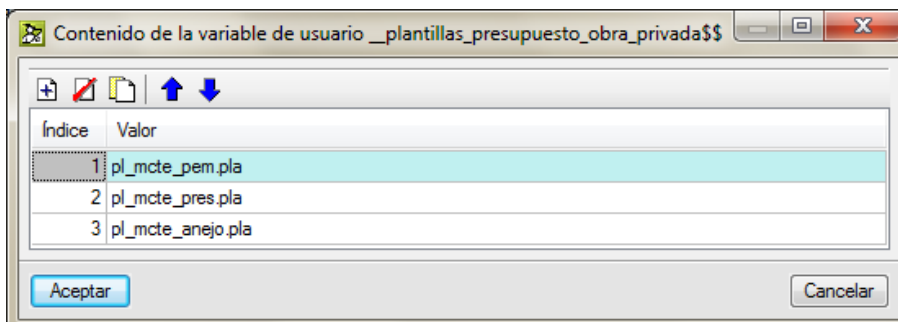 Contenido de la variable de usuario __plantillas_presupuesto_obra_privada$$
Índice Valor
1 pl_mcte_pem.pla
2 pl_mcte_pres.pla
3 pl_mcte_anejo.pla
Aceptar Cancelar